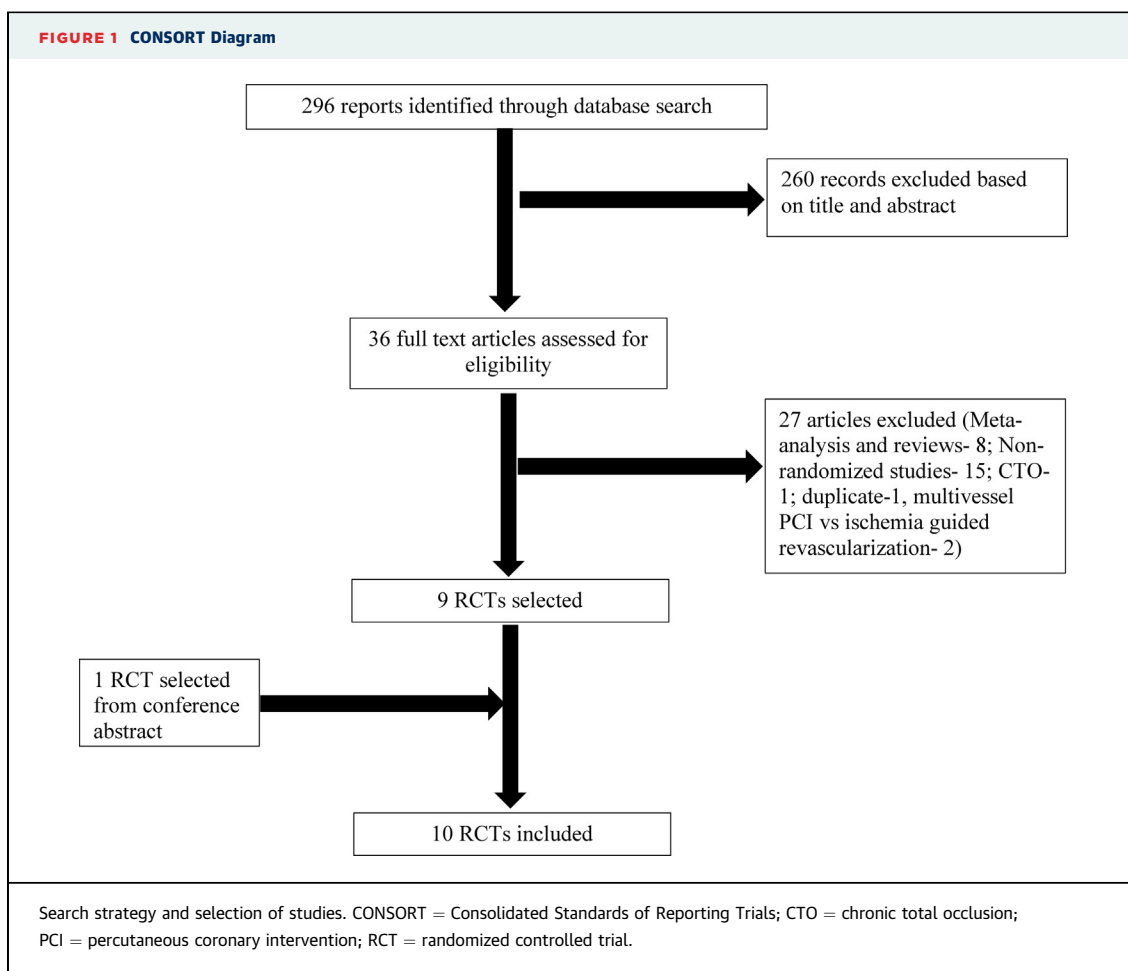 FIGURE 1 CONSORT Diagram
296 reports identified through database search
260 records excluded based
on title and abstract
36 full text articles assessed for
eligibility
27 articles excluded (Meta-
analysis and reviews- 8; Non-
randomized studies- 15; CTO-
1; duplicate-1, multivessel
PCI vs ischemia guided
revascularization- 2)
9 RCTs selected
1 RCT selected
from conference
abstract
10 RCTs included
Search strategy and selection of studies. CONSORT = Consolidated Standards of Reporting Trials; CTO = chronic total occlusion;
PCI = percutaneous coronary intervention; RCT = randomized controlled trial.